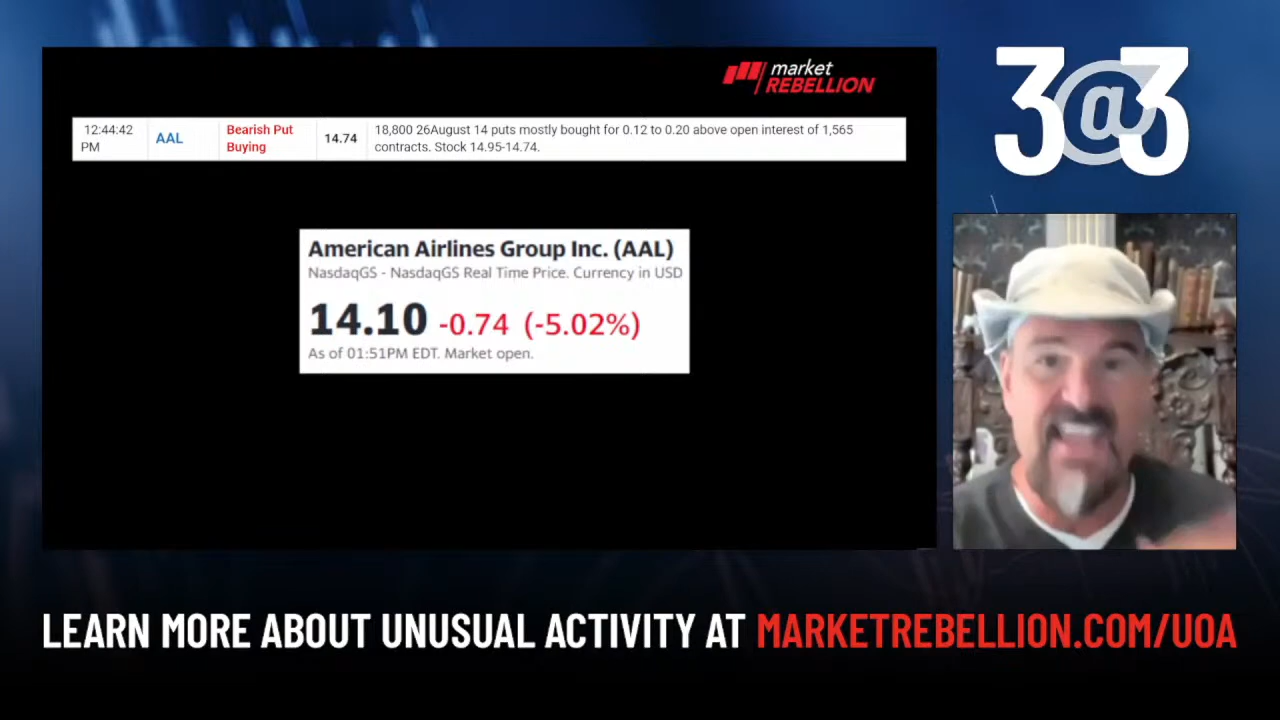 market
REBELLION
3@3
12:44:42
PM
AAL
Bearish Put
Buying
14.74
18,800 26August 14 puts mostly bought for 0.12 to 0.20 above open interest of 1,565
contracts. Stock 14.95-14.74.
American Airlines Group Inc. (AAL)
NasdaqGS - NasdaqGS Real Time Price. Currency in USD
14.10 -0.74 (-5.02%)
As of 01:51PM EDT. Market open.
LEARN MORE ABOUT UNUSUAL ACTIVITY AT MARKETREBELLION.COM/UOA